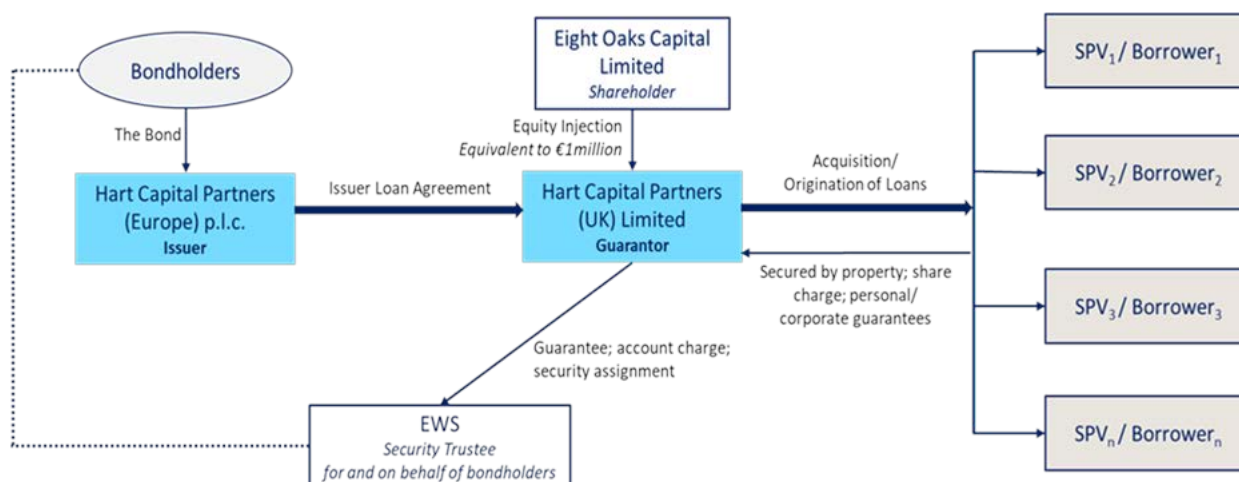 Bondholders
The Bond
Hart Capital Partners
(Europe) p.l.c.
Issuer
Issuer Loan Agreement
Eight Oaks Capital
Limited
Shareholder
Equity Injection
Equivalent to €1million
Hart Capital Partners
(UK) Limited
Guarantor
Acquisition/
Origination of Loans
Secured by property; share
charge; personal/
corporate guarantees
Guarantee; account charge;
security assignment
EWS
Security Trustee
for and on behalf of bondholders
SPV₁ / Borrower₁
SPV₂ / Borrower₂
SPV₃ / Borrower₃
SPVₙ / Borrowerₙ